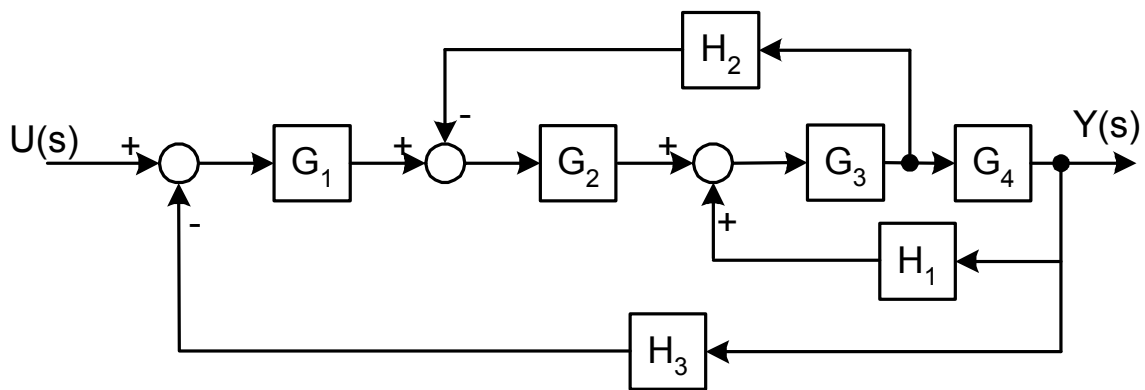 H₂
-
U(s)
+
G₁
+
G₂
+
G₃
G₄
Y(s)
-
+
H₁
H₃